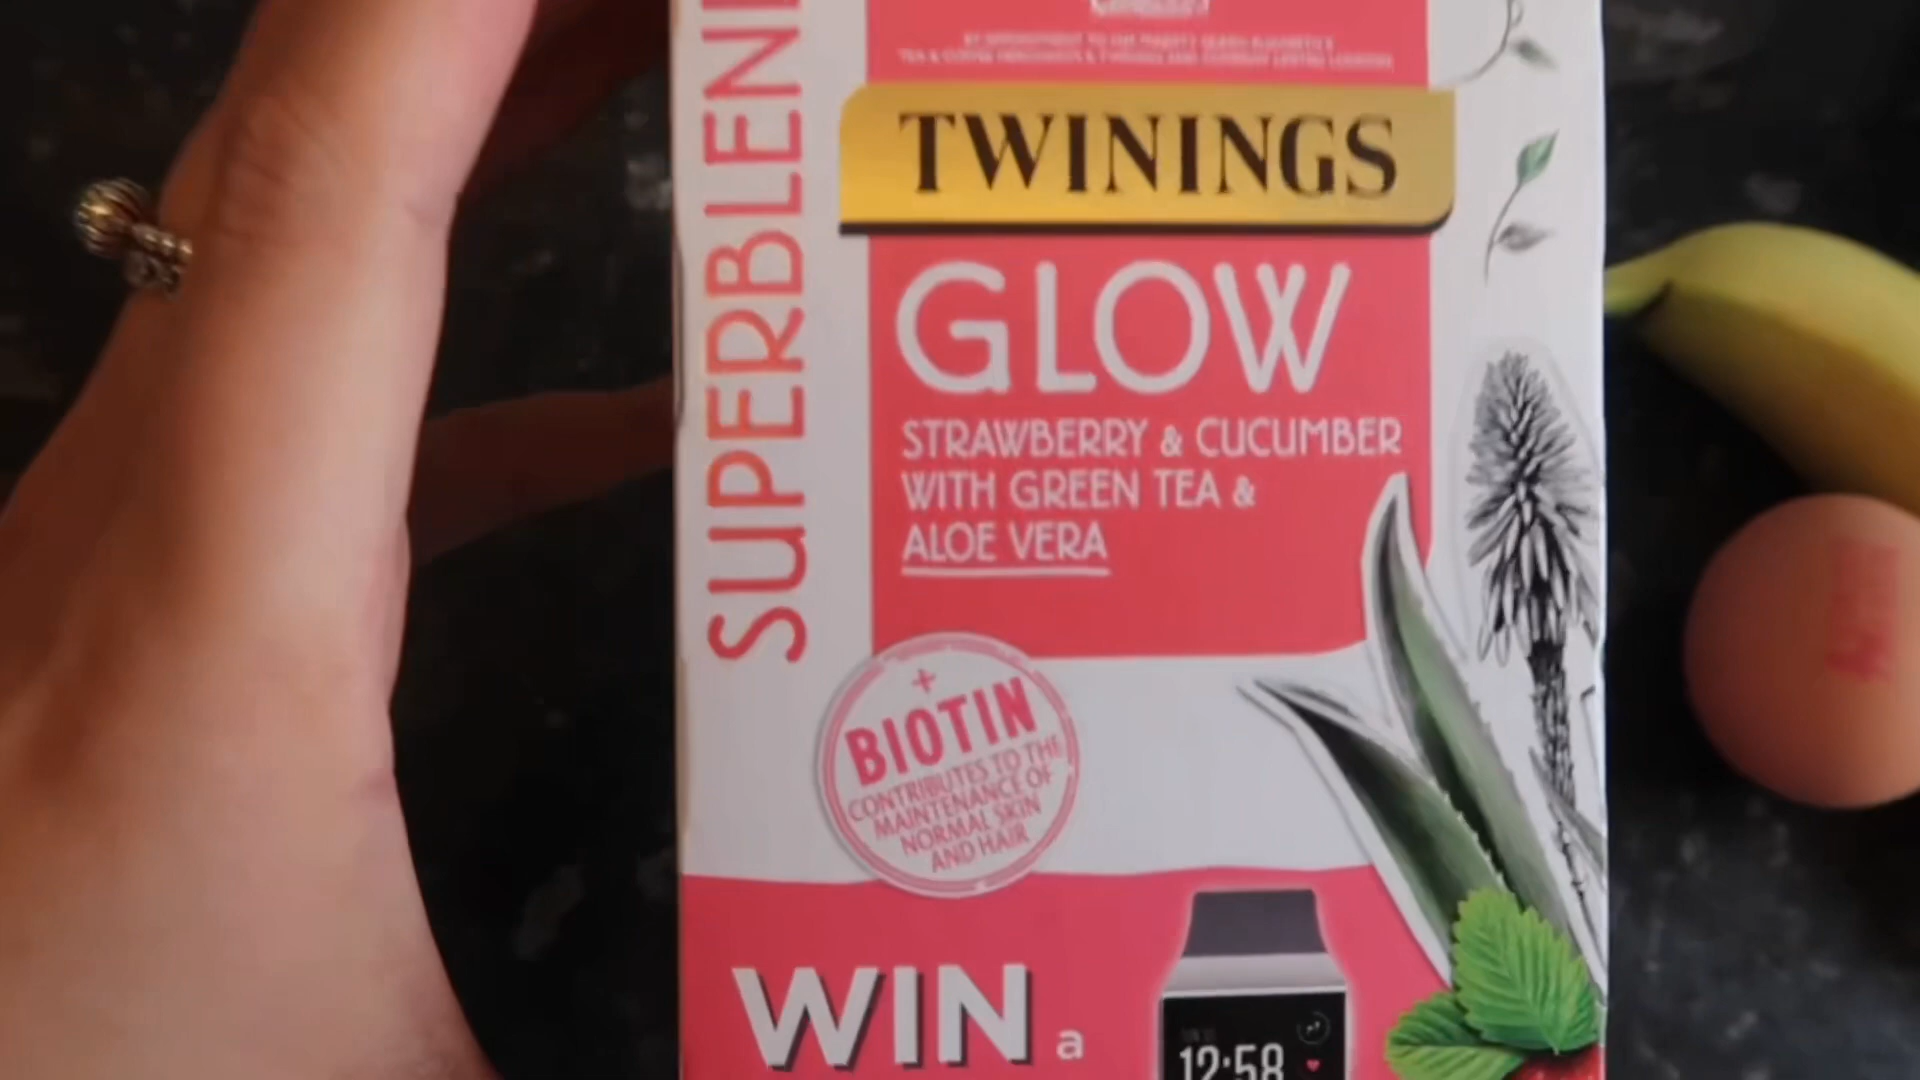 SUPERBLEN
TWININGS
GLOW
STRAWBERRY & CUCUMBER
WITH GREEN TEA &
ALOE VERA
+
BIOTIN
CONTRIBUTES TO THE
MAINTENANCE OF
NORMAL SKIN
AND HAIR
WIN a
12:58